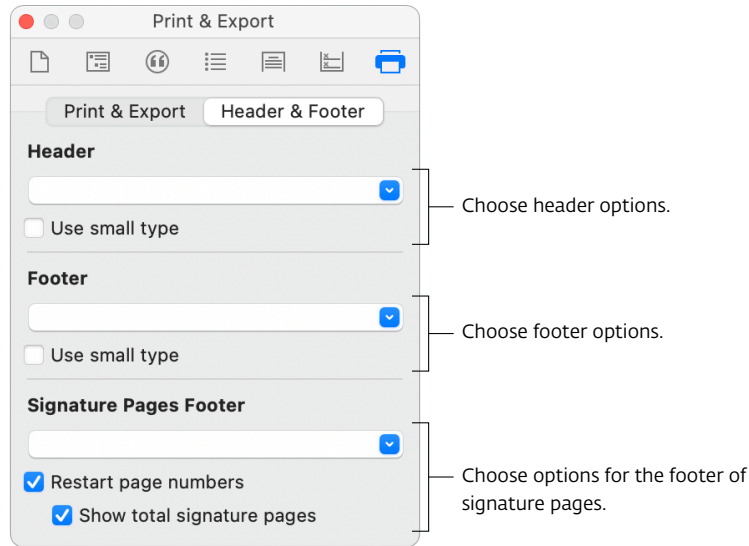 Print & Export
Print & Export
Header & Footer
Header
Choose header options.
Use small type
Footer
Choose footer options.
Use small type
Signature Pages Footer
Restart page numbers
Choose options for the footer of
signature pages.
Show total signature pages